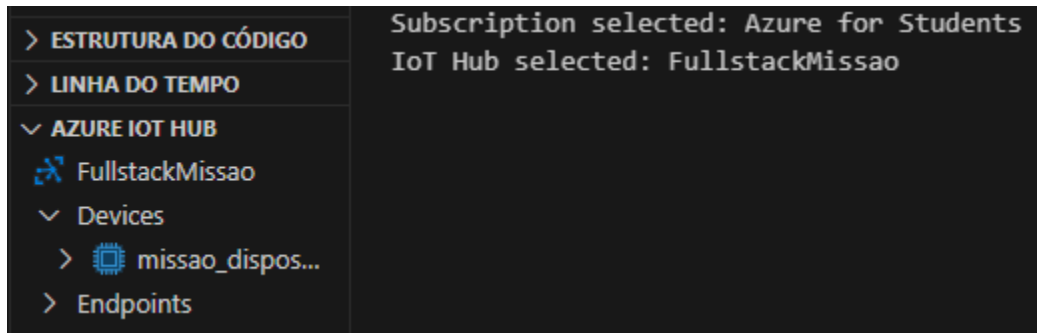 ESTRUTURA DO CÓDIGO
LINHA DO TEMPO
AZURE IOT HUB
FullstackMissao
Devices
missao_dispos...
Endpoints
Subscription selected: Azure for Students
IoT Hub selected: FullstackMissao